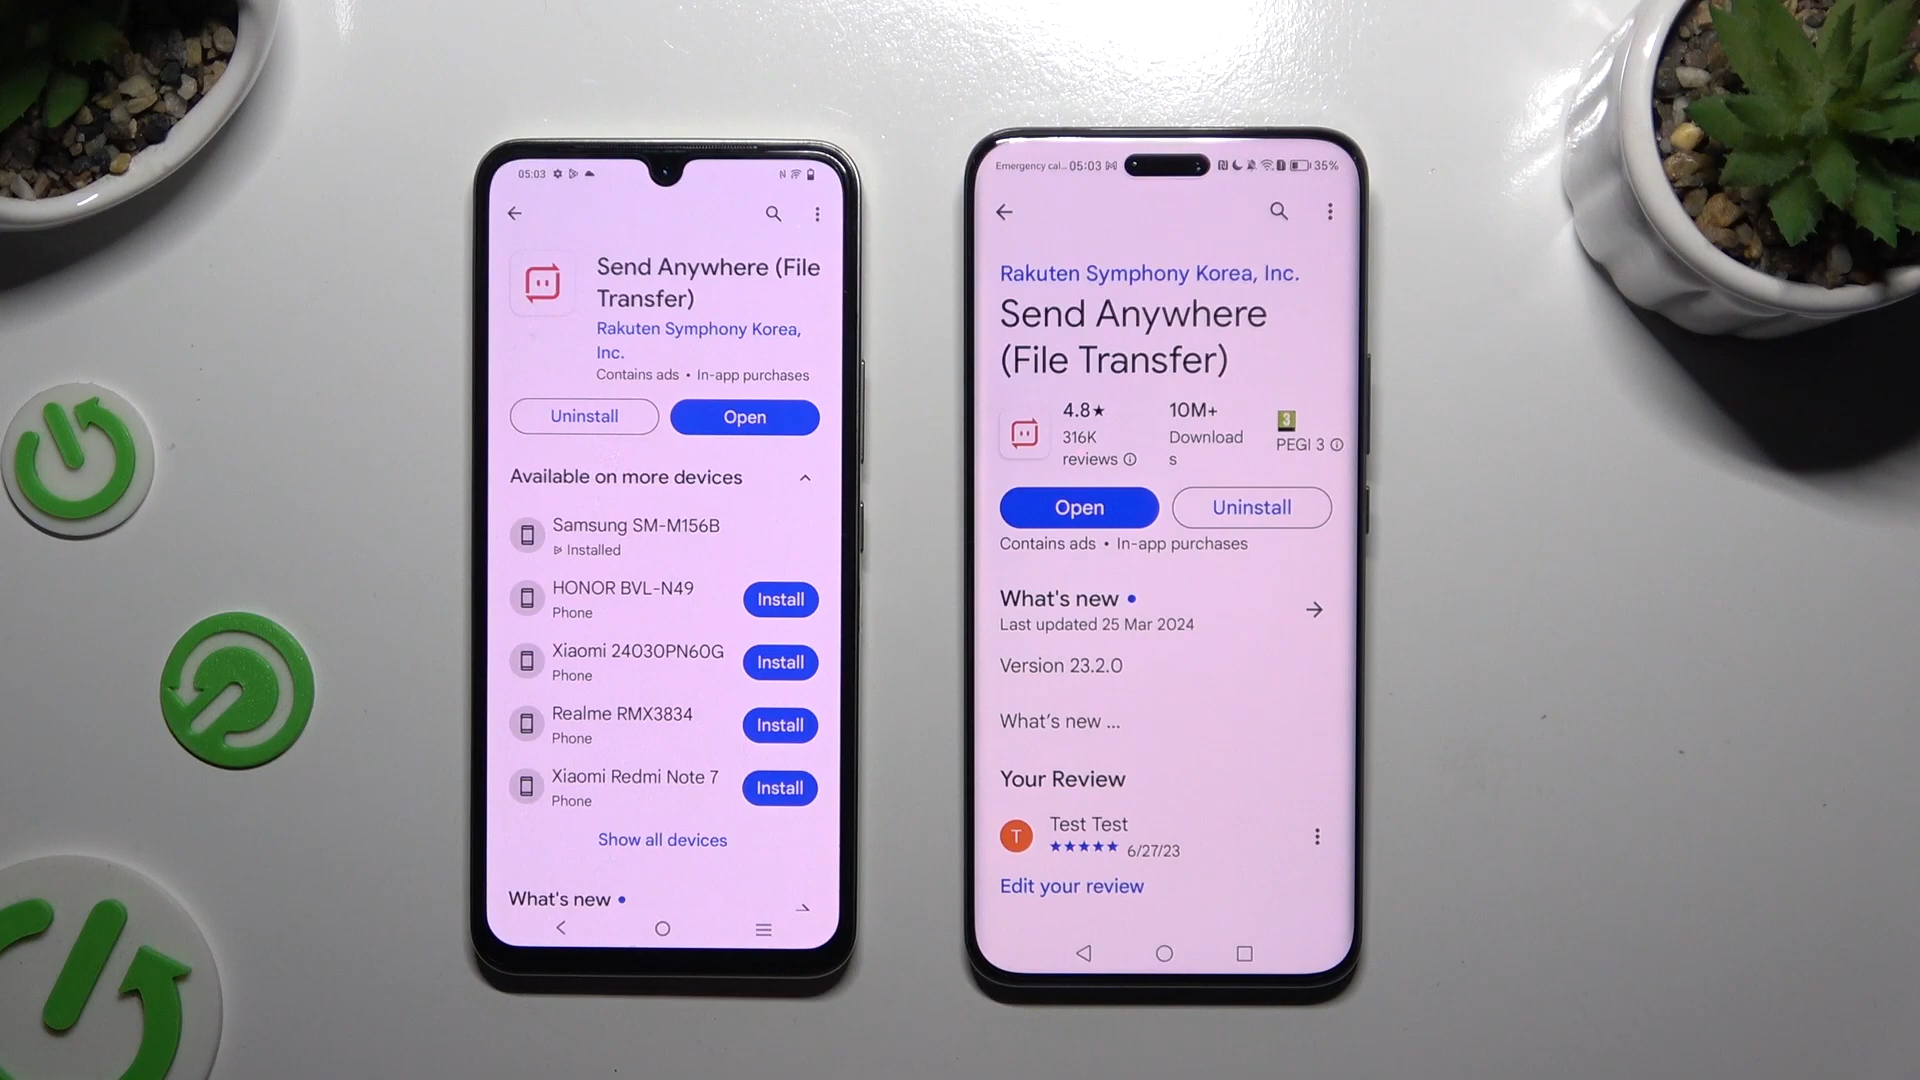 05:03
Send Anywhere (File
Transfer)
Rakuten Symphony Korea,
Inc.
Contains ads • In-app purchases
Uninstall
Open
Available on more devices
Samsung SM-M156B
Installed
HONOR BVL-N49
Phone
Install
Xiaomi 24030PN60G
Phone
Install
Realme RMX3834
Phone
Install
Xiaomi Redmi Note 7
Phone
Install
Show all devices
What's new •
Emergency cal... 05:03
35%
Rakuten Symphony Korea, Inc.
Send Anywhere
(File Transfer)
4.8★
316K
reviews
10M+
Download
s
3
PEGI 3
Open
Uninstall
Contains ads • In-app purchases
What's new •
Last updated 25 Mar 2024
Version 23.2.0
What's new ...
Your Review
T
Test Test
★★★★★ 6/27/23
Edit your review